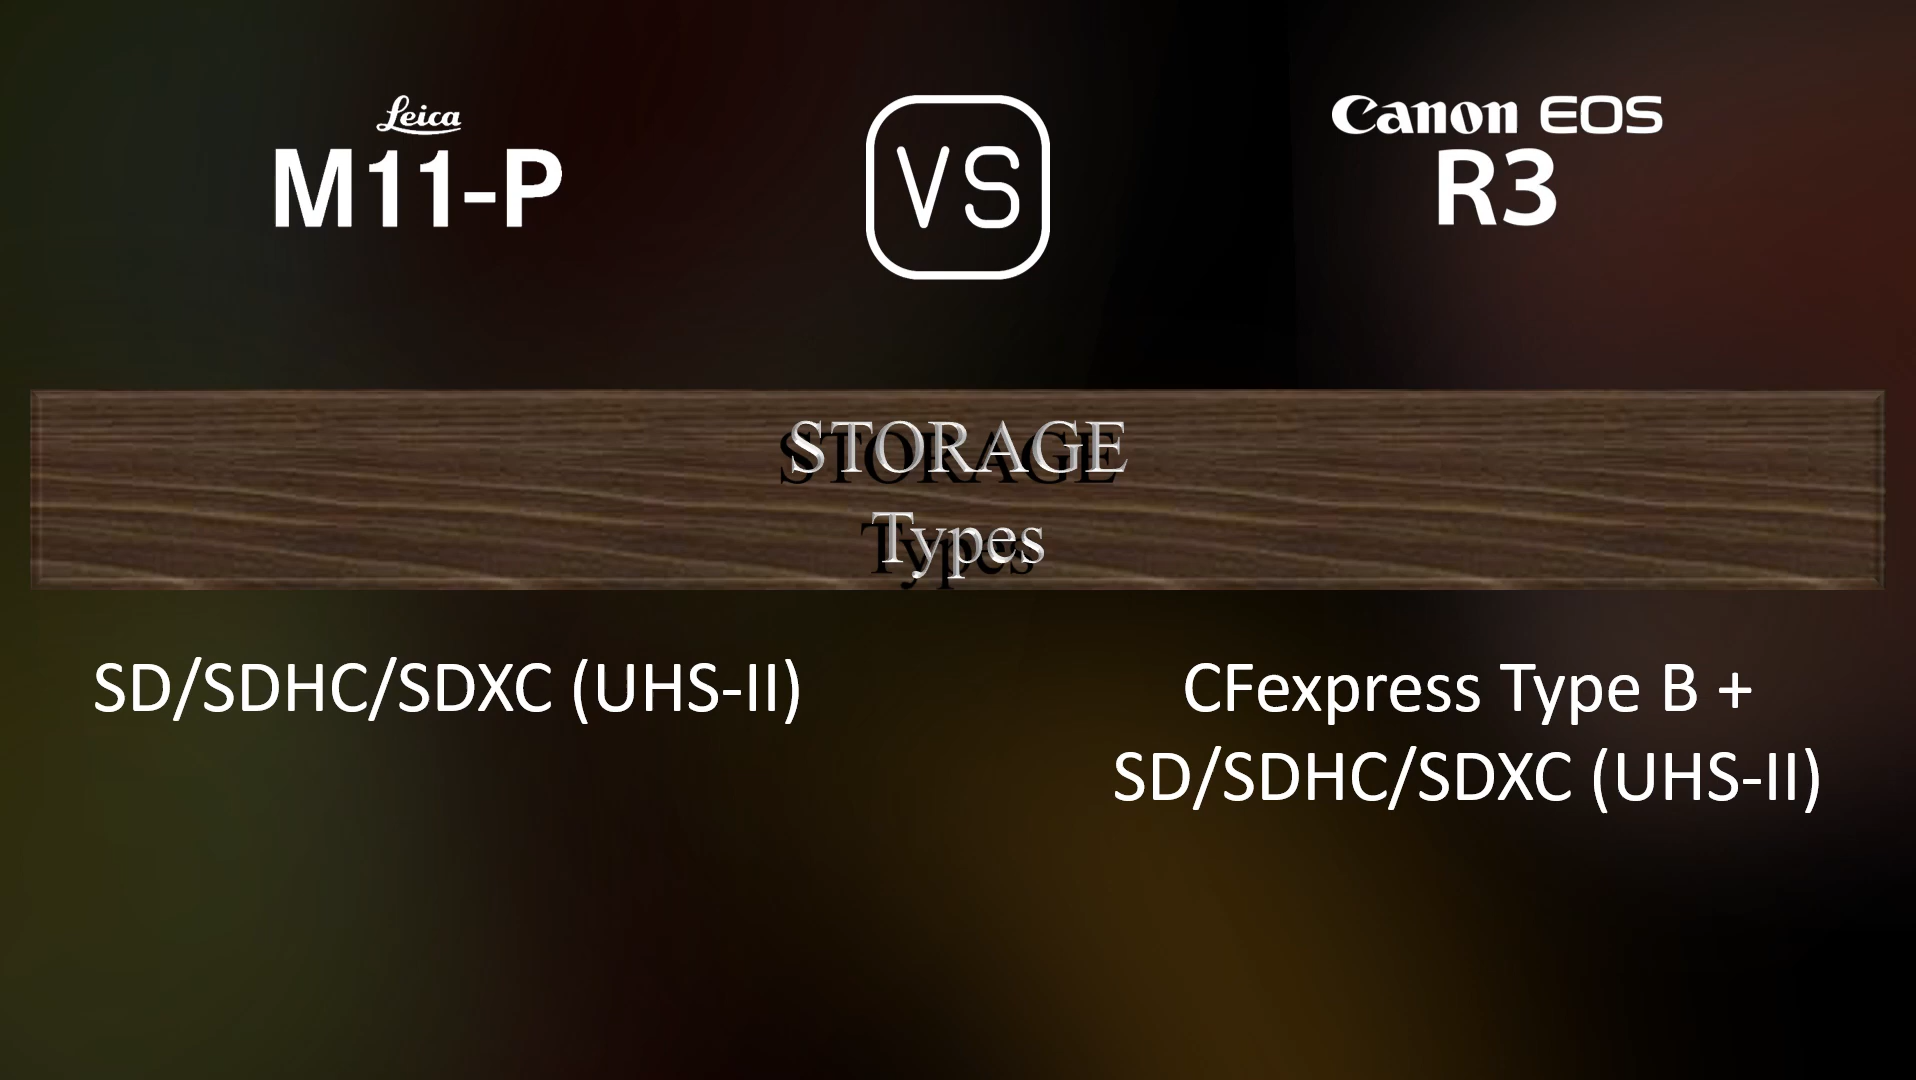 Leica
M11-P
VS
Canon EOS
R3
STORAGE
Types
SD/SDHC/SDXC (UHS-II)
CFexpress Type B +
SD/SDHC/SDXC (UHS-II)